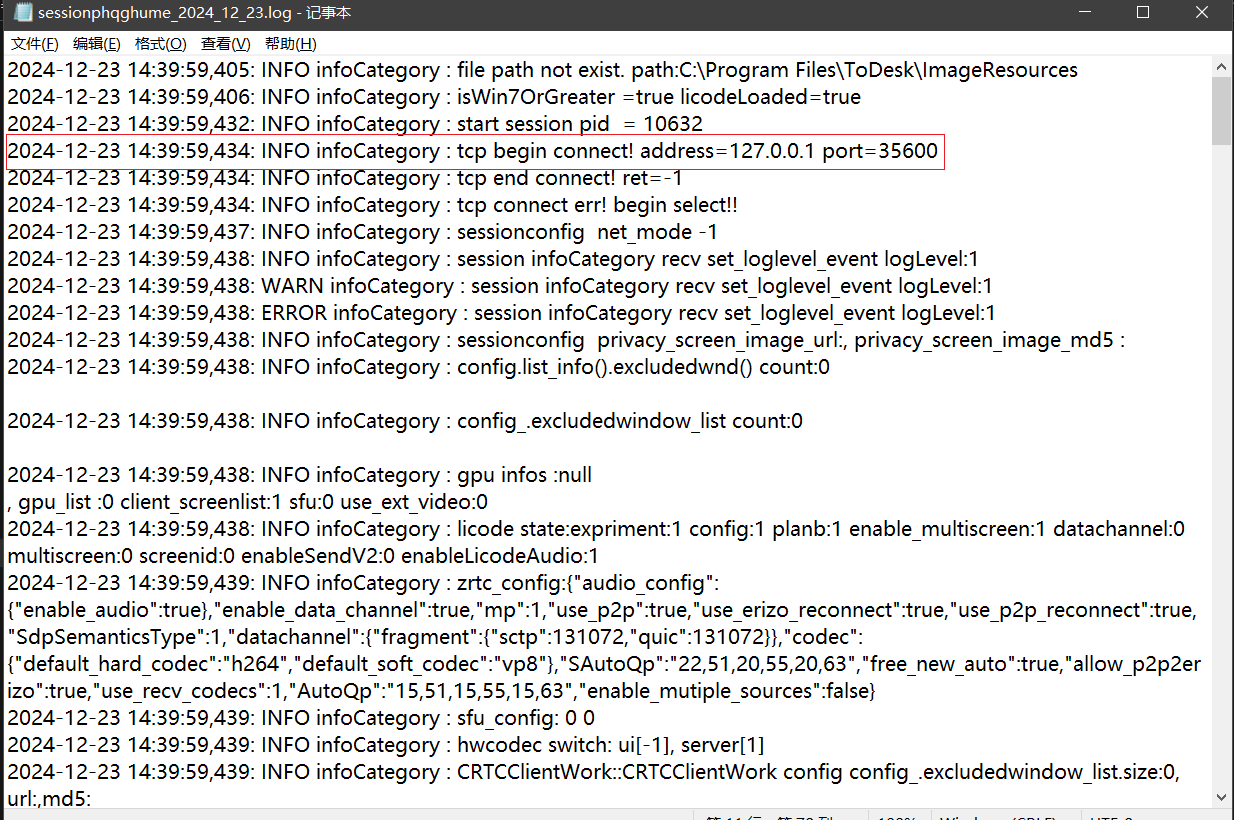 sessionphqghume_2024_12_23.log - 记事本
文件(F) 编辑(E) 格式(O) 查看(V) 帮助(H)
2024-12-23 14:39:59,405: INFO infoCategory : file path not exist. path:C:\Program Files\ToDesk\ImageResources
2024-12-23 14:39:59,406: INFO infoCategory : isWin7OrGreater =true licodeLoaded=true
2024-12-23 14:39:59,432: INFO infoCategory : start session pid  = 10632
2024-12-23 14:39:59,434: INFO infoCategory : tcp begin connect! address=127.0.0.1 port=35600
2024-12-23 14:39:59,434: INFO infoCategory : tcp end connect! ret=-1
2024-12-23 14:39:59,434: INFO infoCategory : tcp connect err! begin select!!
2024-12-23 14:39:59,437: INFO infoCategory : sessionconfig  net_mode -1
2024-12-23 14:39:59,438: INFO infoCategory : session infoCategory recv set_loglevel_event logLevel:1
2024-12-23 14:39:59,438: WARN infoCategory : session infoCategory recv set_loglevel_event logLevel:1
2024-12-23 14:39:59,438: ERROR infoCategory : session infoCategory recv set_loglevel_event logLevel:1
2024-12-23 14:39:59,438: INFO infoCategory : sessionconfig  privacy_screen_image_url:, privacy_screen_image_md5 :
2024-12-23 14:39:59,438: INFO infoCategory : config.list_info().excludedwnd() count:0
2024-12-23 14:39:59,438: INFO infoCategory : config_.excludedwindow_list count:0
2024-12-23 14:39:59,438: INFO infoCategory : gpu infos :null
, gpu_list :0 client_screenlist:1 sfu:0 use_ext_video:0
2024-12-23 14:39:59,438: INFO infoCategory : licode state:expriment:1 config:1 planb:1 enable_multiscreen:1 datachannel:0
multiscreen:0 screenid:0 enableSendV2:0 enableLicodeAudio:1
2024-12-23 14:39:59,439: INFO infoCategory : zrtc_config:{"audio_config":
{"enable_audio":true},"enable_data_channel":true,"mp":1,"use_p2p":true,"use_erizo_reconnect":true,"use_p2p_reconnect":true,
"SdpSemanticsType":1,"datachannel":{"fragment":{"sctp":131072,"quic":131072}},"codec":
{"default_hard_codec":"h264","default_soft_codec":"vp8"},"SAutoQp":"22,51,20,55,20,63","free_new_auto":true,"allow_p2p2er
izo":true,"use_recv_codecs":1,"AutoQp":"15,51,15,55,15,63","enable_mutiple_sources":false}
2024-12-23 14:39:59,439: INFO infoCategory : sfu_config: 0 0
2024-12-23 14:39:59,439: INFO infoCategory : hwcodec switch: ui[-1], server[1]
2024-12-23 14:39:59,439: INFO infoCategory : CRTCClientWork::CRTCClientWork config config_.excludedwindow_list.size:0,
url:,md5: